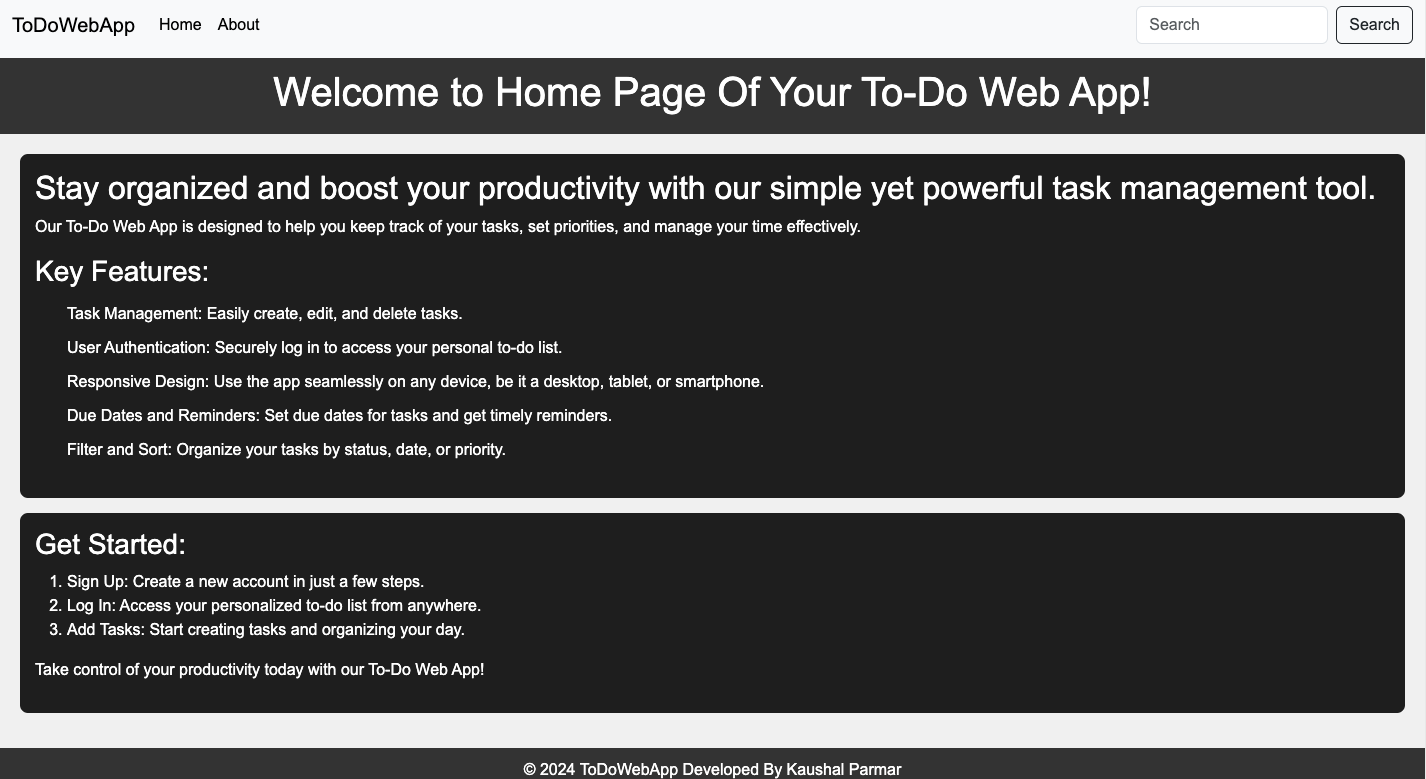 ToDoWebApp Home About Search Search
Welcome to Home Page Of Your To-Do Web App!
Stay organized and boost your productivity with our simple yet powerful task management tool.
Our To-Do Web App is designed to help you keep track of your tasks, set priorities, and manage your time effectively.
Key Features:
Task Management: Easily create, edit, and delete tasks.
User Authentication: Securely log in to access your personal to-do list.
Responsive Design: Use the app seamlessly on any device, be it a desktop, tablet, or smartphone.
Due Dates and Reminders: Set due dates for tasks and get timely reminders.
Filter and Sort: Organize your tasks by status, date, or priority.
Get Started:
1. Sign Up: Create a new account in just a few steps.
2. Log In: Access your personalized to-do list from anywhere.
3. Add Tasks: Start creating tasks and organizing your day.
Take control of your productivity today with our To-Do Web App!
© 2024 ToDoWebApp Developed By Kaushal Parmar